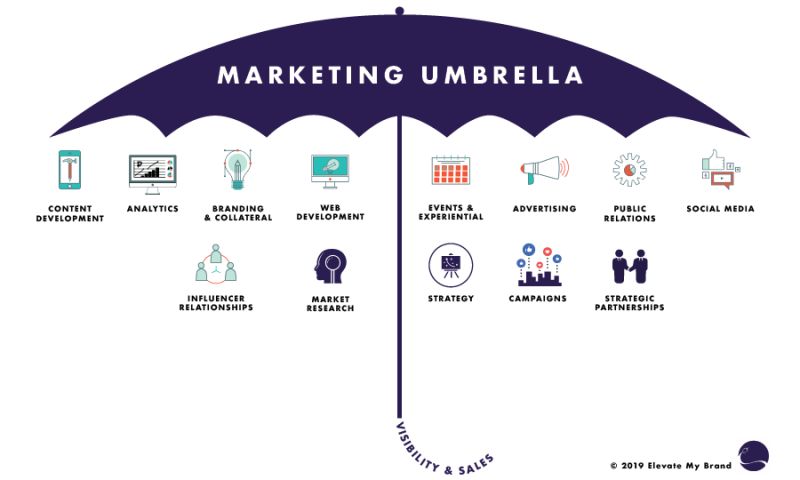 MARKETING UMBRELLA
CONTENT
DEVELOPMENT
ANALYTICS
BRANDING
& COLLATERAL
WEB
DEVELOPMENT
EVENTS &
EXPERIENTIAL
ADVERTISING
PUBLIC
RELATIONS
SOCIAL MEDIA
INFLUENCER
RELATIONSHIPS
MARKET
RESEARCH
STRATEGY
CAMPAIGNS
STRATEGIC
PARTNERSHIPS
VISIBILITY & SALES
© 2019 Elevate My Brand